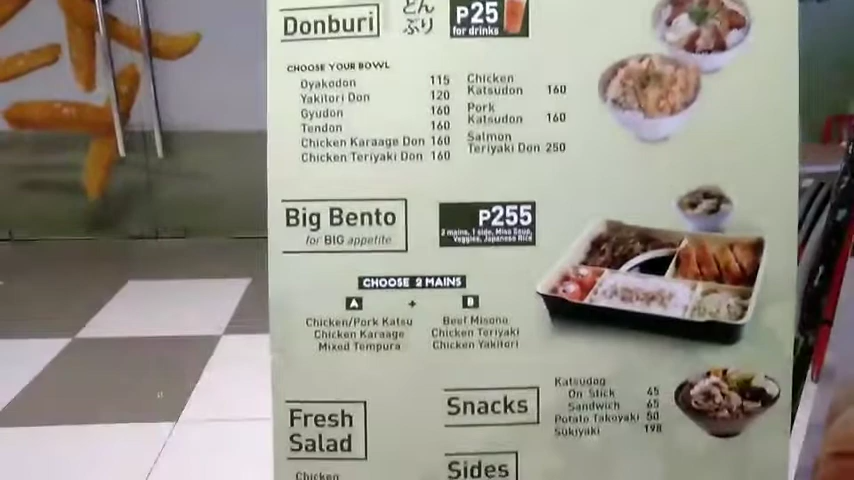 Donburi
どん
ぶり
₱25
for drinks
CHOOSE YOUR BOWL
Oyakodon 115
Yakitori Don 120
Gyudon 160
Tendon 160
Chicken Karaage Don 160
Chicken Teriyaki Don 160
Chicken
Katsudon 160
Pork
Katsudon 160
Salmon
Teriyaki Don 250
Big Bento
for BIG appetite
₱255
2 mains, 1 side, Miso Soup,
Veggies, Japanese Rice
CHOOSE 2 MAINS
A + B
Chicken/Pork Katsu
Chicken Karaage
Mixed Tempura
Beef Misono
Chicken Teriyaki
Chicken Yakitori
Fresh
Salad
Chicken
Snacks
Katsudog
On Stick 45
Sandwich 65
Potato Takoyaki 50
Sukiyaki 198
Sides